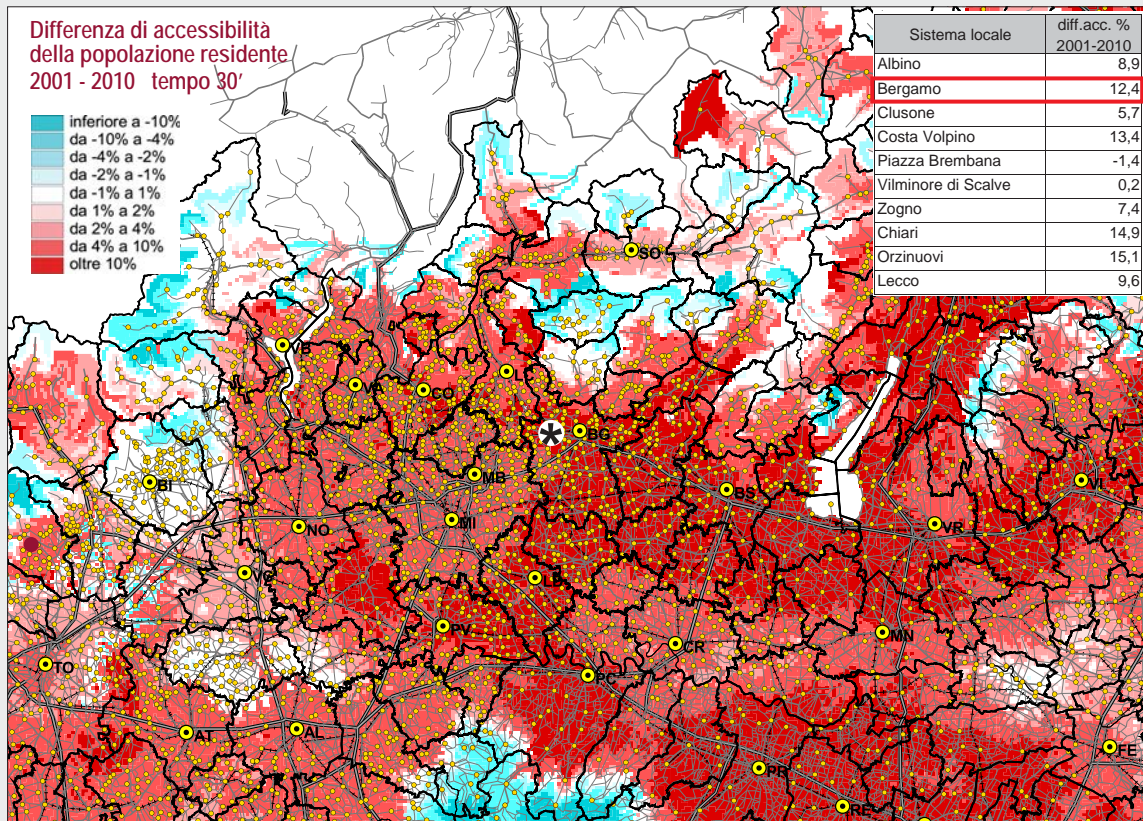 Differenza di accessibilità
della popolazione residente
2001 - 2010 tempo 30'
inferiore a -10%
da -10% a -4%
da -4% a -2%
da -2% a -1%
da -1% a 1%
da 1% a 2%
da 2% a 4%
da 4% a 10%
oltre 10%
Sistema locale diff.acc. % 2001-2010
Albino 8,9
Bergamo 12,4
Clusone 5,7
Costa Volpino 13,4
Piazza Brembana -1,4
Vilminore di Scalve 0,2
Zogno 7,4
Chiari 14,9
Orzinuovi 15,1
Lecco 9,6
SO
VB
VA
CO
BG
*
MB
BS
VI
BI
NO
MI
VR
VC
PV
CR
MN
TO
PC
AT
AL
FE
PR
RE